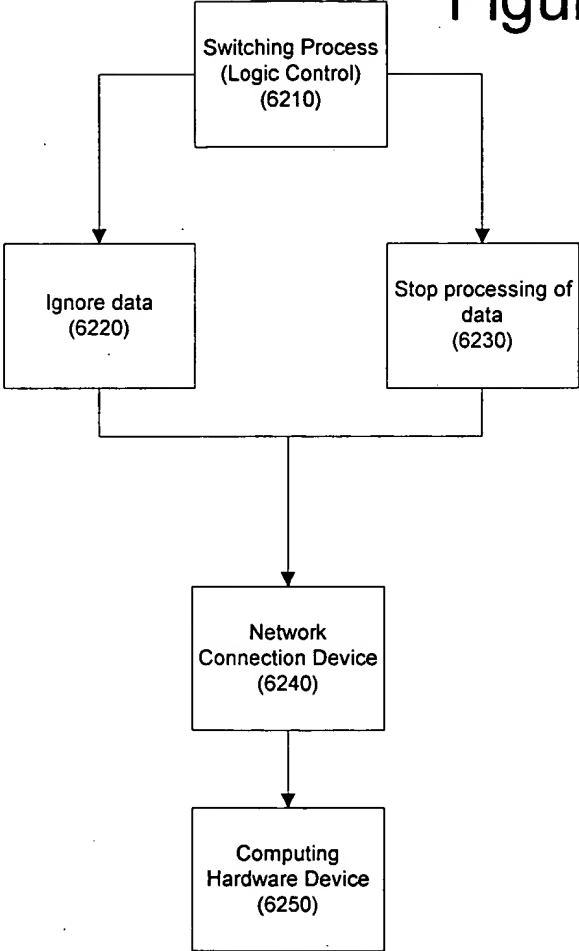 Switching Process
(Logic Control)
(6210)
Ignore data
(6220)
Stop processing of
data
(6230)
Network
Connection Device
(6240)
Computing
Hardware Device
(6250)